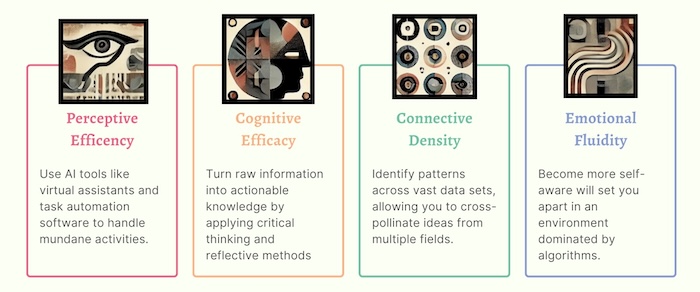 Perceptive
Efficency
Use AI tools like
virtual assistants and
task automation
software to handle
mundane activities.
Cognitive
Efficacy
Turn raw information
into actionable
knowledge by
applying critical
thinking and
reflective methods
Connective
Density
Identify patterns
across vast data sets,
allowing you to cross-
pollinate ideas from
multiple fields.
Emotional
Fluidity
Become more self-
aware will set you
apart in an
environment
dominated by
algorithms.